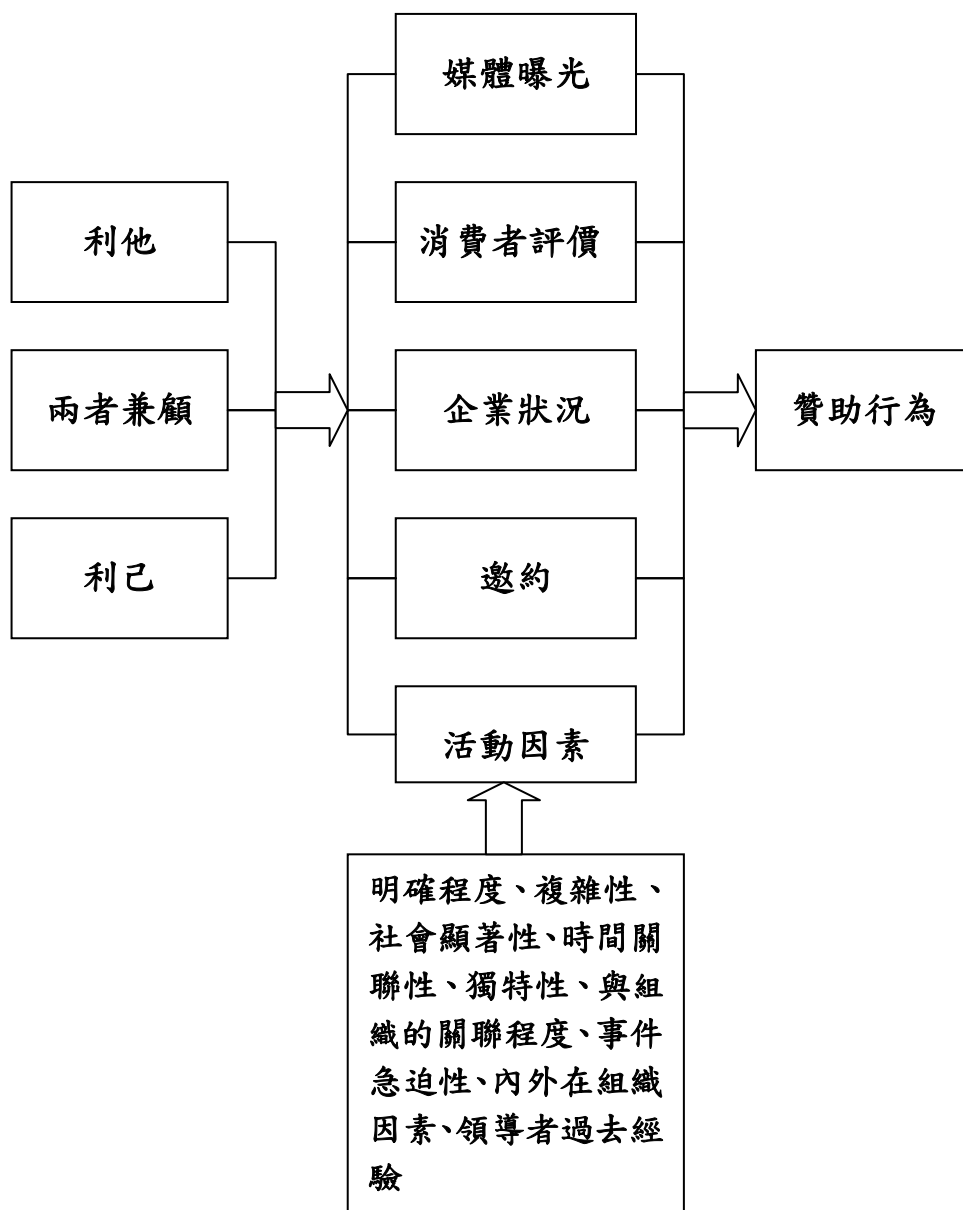 媒體曝光
利他
消費者評價
兩者兼顧
企業狀況
贊助行為
利己
邀約
活動因素
明確程度、複雜性、
社會顯著性、時間關
聯性、獨特性、與組
織的關聯程度、事件
急迫性、內外在組織
因素、領導者過去經
驗